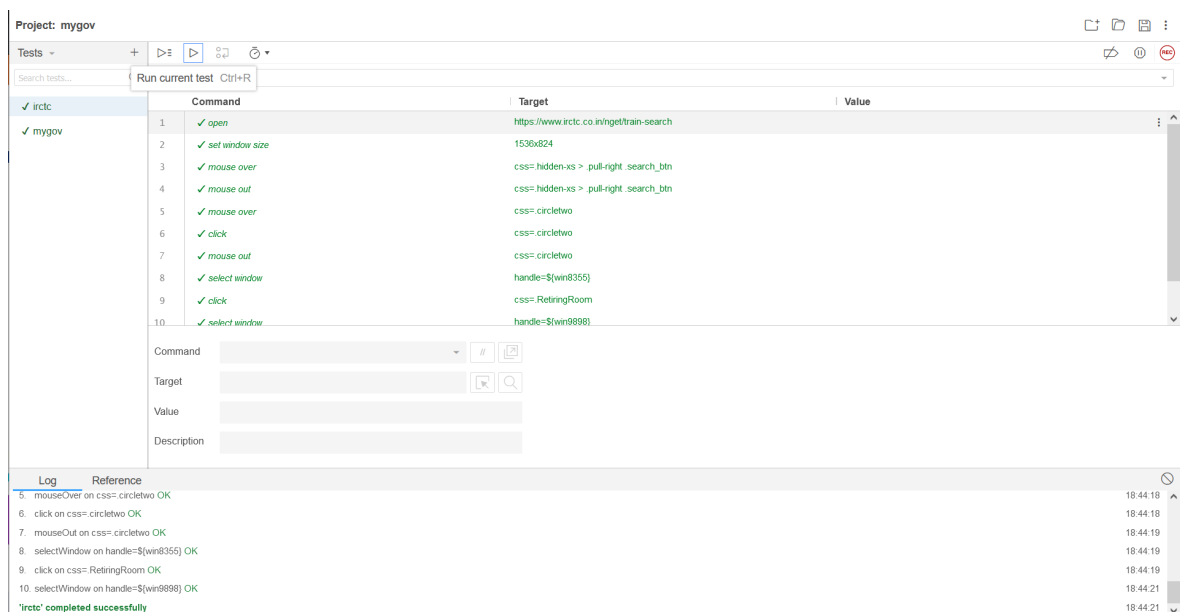 Project: mygov
Tests
Search tests...
Run current test Ctrl+R
REC
✓ irctc
✓ mygov
Command Target Value
1 ✓ open https://www.irctc.co.in/nget/train-search
2 ✓ set window size 1536x824
3 ✓ mouse over css=.hidden-xs > .pull-right .search_btn
4 ✓ mouse out css=.hidden-xs > .pull-right .search_btn
5 ✓ mouse over css=.circletwo
6 ✓ click css=.circletwo
7 ✓ mouse out css=.circletwo
8 ✓ select window handle=${win8355}
9 ✓ click css=.RetiringRoom
10 ✓ select window handle=${win9898}
Command //
Target
Value
Description
Log Reference
5. mouseOver on css=.circletwo OK 18:44:18
6. click on css=.circletwo OK 18:44:18
7. mouseOut on css=.circletwo OK 18:44:19
8. selectWindow on handle=${win8355} OK 18:44:19
9. click on css=.RetiringRoom OK 18:44:19
10. selectWindow on handle=${win9898} OK 18:44:21
'irctc' completed successfully 18:44:21